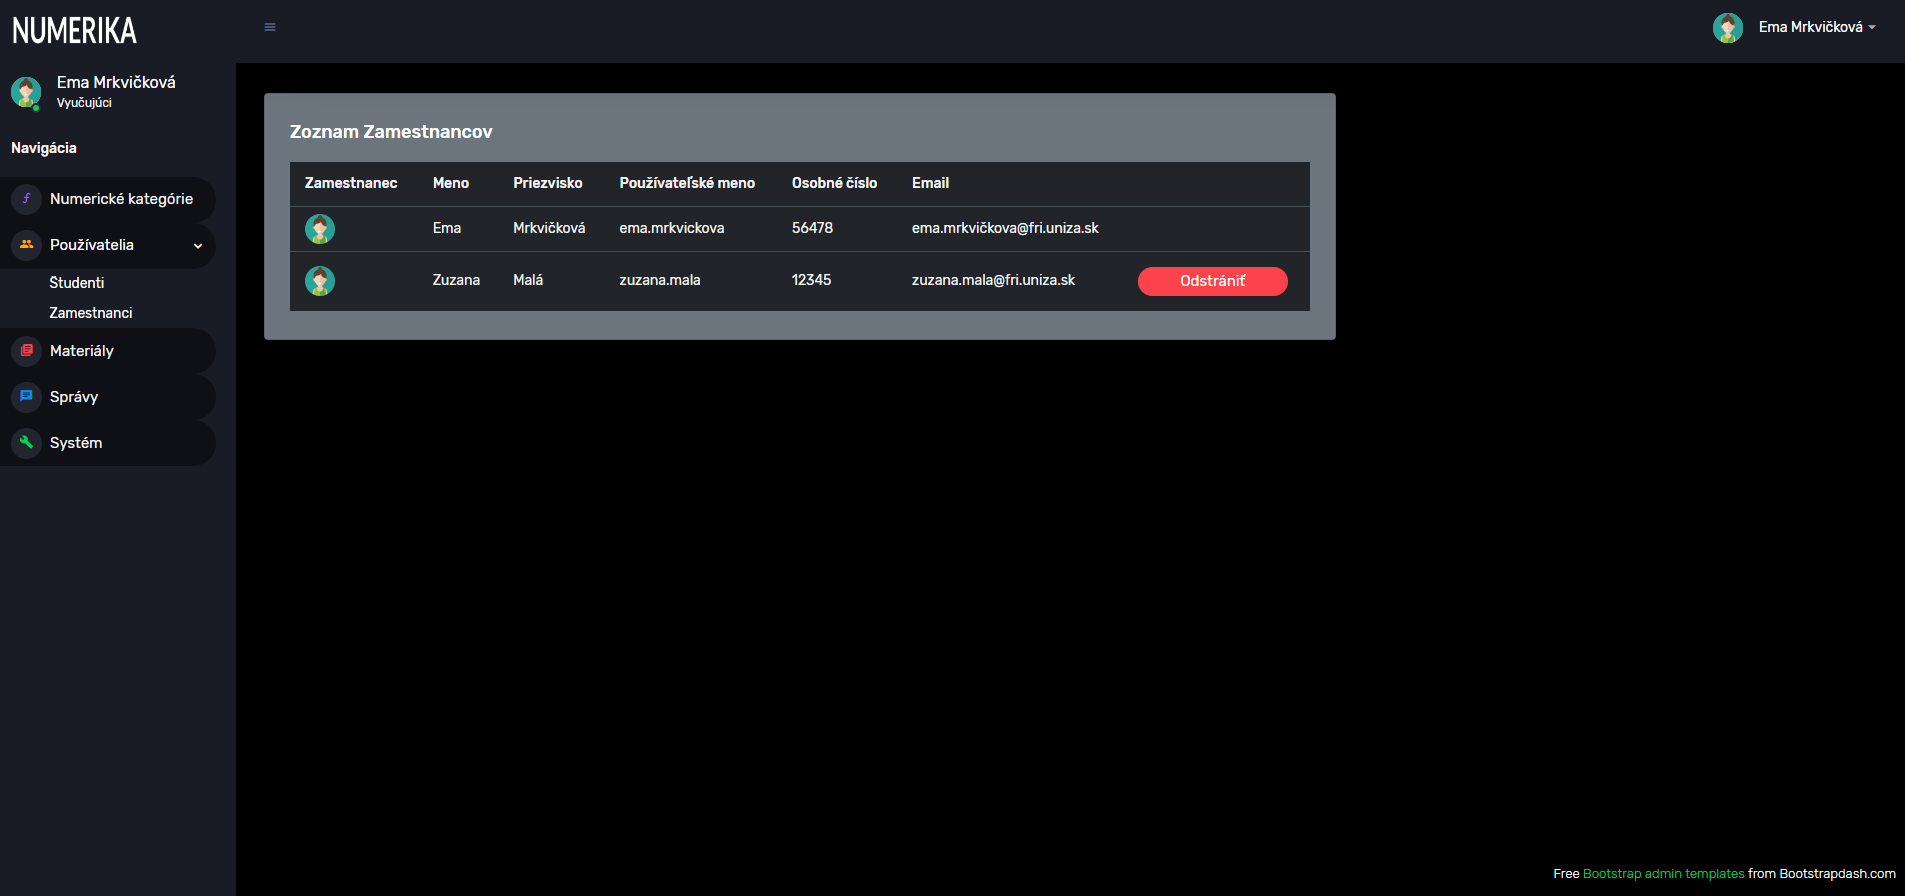 NUMERIKA
Ema Mrkvičková
Ema Mrkvičková
Vyučujúci
Navigácia
Numerické kategórie
Používatelia
Študenti
Zamestnanci
Materiály
Správy
Systém
Zoznam Zamestnancov
Zamestnanec Meno Priezvisko Používateľské meno Osobné číslo Email
Ema Mrkvičková ema.mrkvickova 56478 ema.mrkvičkova@fri.uniza.sk
Zuzana Malá zuzana.mala 12345 zuzana.mala@fri.uniza.sk Odstrániť
Free Bootstrap admin templates from Bootstrapdash.com